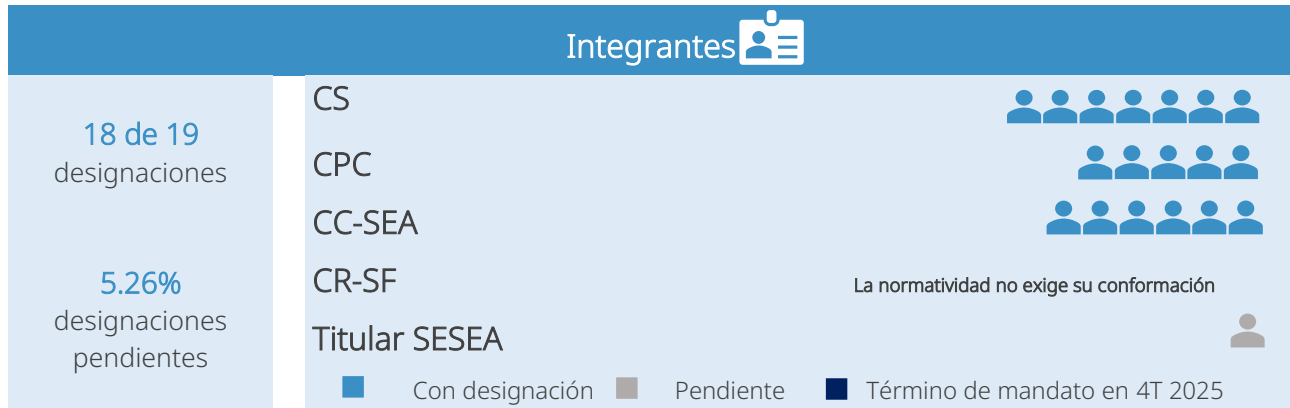 Integrantes
18 de 19
designaciones
5.26%
designaciones
pendientes
CS
CPC
CC-SEA
CR-SF
La normatividad no exige su conformación
Titular SESEA
Con designación
Pendiente
Término de mandato en 4T 2025